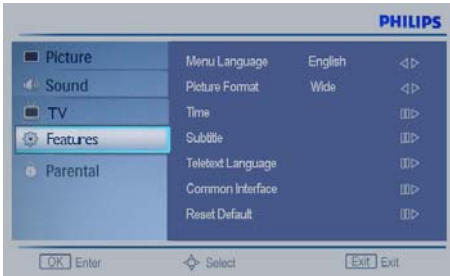 PHILIPS
Picture
Sound
TV
Features
Parental
Menu Language English
Picture Format Wide
Time
Subtitle
Teletext Language
Common Interface
Reset Default
OK Enter
Select
Exit Exit